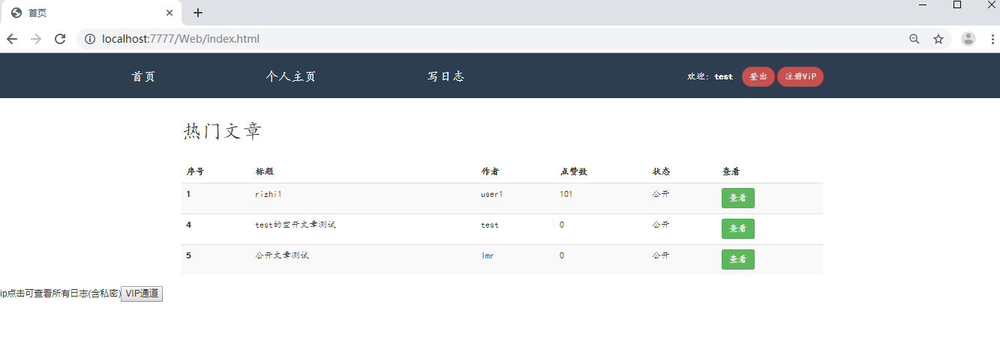 首页
localhost:7777/Web/index.html
首页 个人主页 写日志 欢迎: test 登出 注册ViP
热门文章
序号 标题 作者 点赞数 状态 查看
1 rizhi1 user1 101 公开 查看
4 test的空开文章测试 test 0 公开 查看
5 公开文章测试 lmr 0 公开 查看
ip点击可查看所有日志(含私密) VIP通道